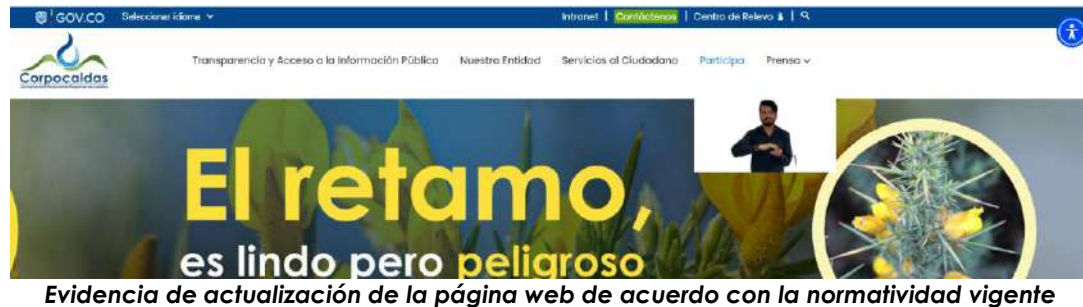 GOV.CO Seleccionar idioma Intranet | Contáctenos | Centro de Relevo |
Corpocaldas
Transparencia y Acceso a la Información Pública Nuestra Entidad Servicios al Ciudadano Participa Prensa
El retamo,
es lindo pero peligroso
Evidencia de actualización de la página web de acuerdo con la normatividad vigente